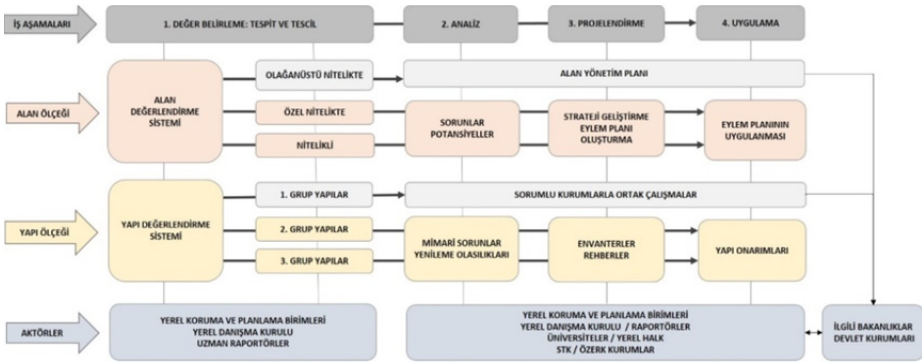 İŞ AŞAMALARI
1. DEĞER BELİRLEME: TESPİT VE TESCİL
2. ANALİZ
3. PROJELENDİRME
4. UYGULAMA
ALAN ÖLÇEĞİ
ALAN
DEĞERLENDİRME
SİSTEMİ
OLAĞANÜSTÜ NİTELİKTE
ALAN YÖNETİM PLANI
ÖZEL NİTELİKTE
NİTELİKLİ
SORUNLAR
POTANSİYELLER
STRATEJİ GELİŞTİRME
EYLEM PLANI
OLUŞTURMA
EYLEM PLANININ
UYGULANMASI
YAPI ÖLÇEĞİ
YAPI DEĞERLENDİRME
SİSTEMİ
1. GRUP YAPILAR
SORUMLU KURUMLARLA ORTAK ÇALIŞMALAR
2. GRUP YAPILAR
3. GRUP YAPILAR
MİMARİ SORUNLAR
YENİLEME OLASILIKLARI
ENVANTERLER
REHBERLER
YAPI ONARIMLARI
AKTÖRLER
YEREL KORUMA VE PLANLAMA BİRİMLERİ
YEREL DANIŞMA KURULU
UZMAN RAPORTÖRLER
YEREL KORUMA VE PLANLAMA BİRİMLERİ
YEREL DANIŞMA KURULU / RAPORTÖRLER
ÜNİVERSİTELER / YEREL HALK
STK / ÖZERK KURUMLAR
İLGİLİ BAKANLIKLAR
DEVLET KURUMLARI